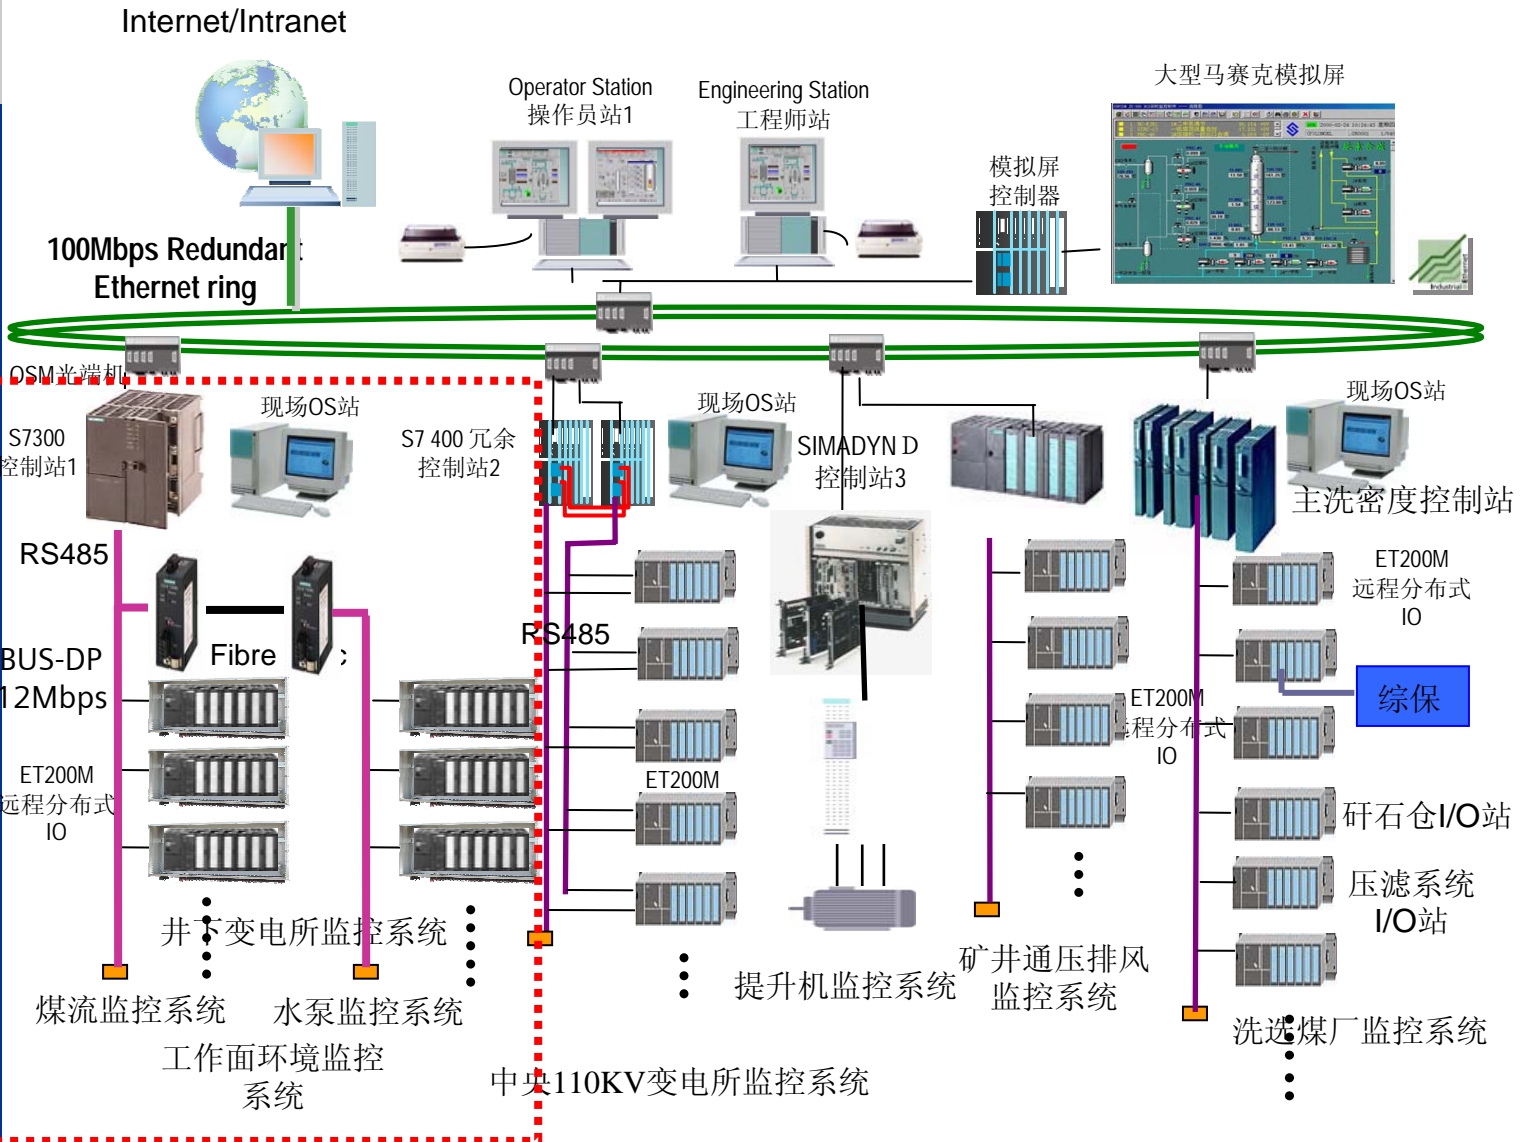 Internet/Intranet
Operator Station
操作员站1
Engineering Station
工程师站
大型马赛克模拟屏
模拟屏
控制器
100Mbps Redundant
Ethernet ring
Industrial Ethernet
OSM光端机
S7300
控制站1
现场OS站
S7 400 冗余
控制站2
现场OS站
SIMADYN D
控制站3
现场OS站
主洗密度控制站
RS485
Fibre
BUS-DP
12Mbps
RS485
ET200M
远程分布式
IO
ET200M
ET200M
远程分布式
IO
ET200M
远程分布式
IO
综保
矸石仓I/O站
压滤系统
I/O站
井下变电所监控系统
煤流监控系统
水泵监控系统
工作面环境监控
系统
中央110KV变电所监控系统
提升机监控系统
矿井通压排风
监控系统
洗选煤厂监控系统